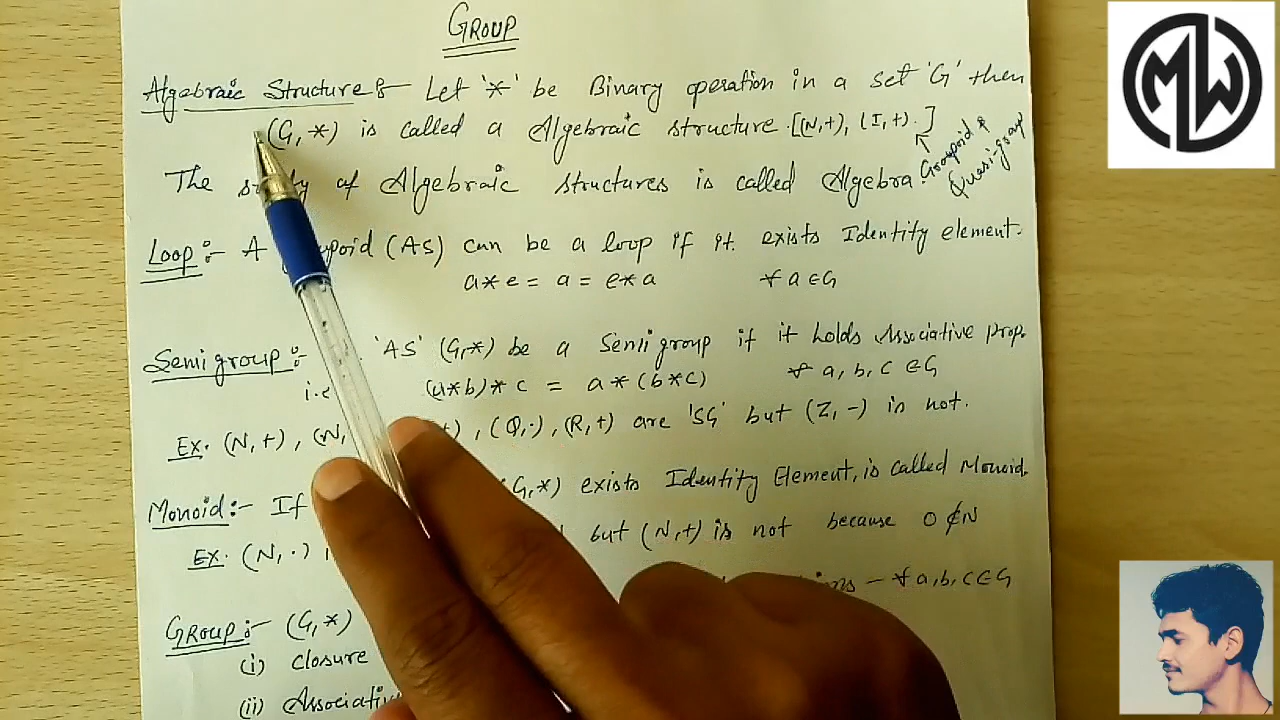 GROUP
Algebraic Structure :- Let '*' be Binary operation in a set 'G' then
(G, *) is called a Algebraic structure. [(N,+), (I,+). ]
Groupoid &
Quasigroup
The of Algebraic structures is called Algebra.
Loop :- A (AS) can be a loop if it exists Identity element.
a * e = a = e * a ∀ a ∈ G
Semigroup :- 'AS' (G, *) be a Semigroup if it holds Associative Prop.
i.e (a*b) * c = a * (b*c) ∀ a, b, c ∈ G
EX. (N, +), (Q, ·), (R, +) are 'SG' but (Z, -) is not.
Monoid :- If (G, *) exists Identity Element, is called Monoid.
EX. (N, ·) but (N, +) is not because 0 ∉ N
Group :- (G, *) ∀ a, b, c ∈ G
(i) Closure
(ii) Associativ
MW